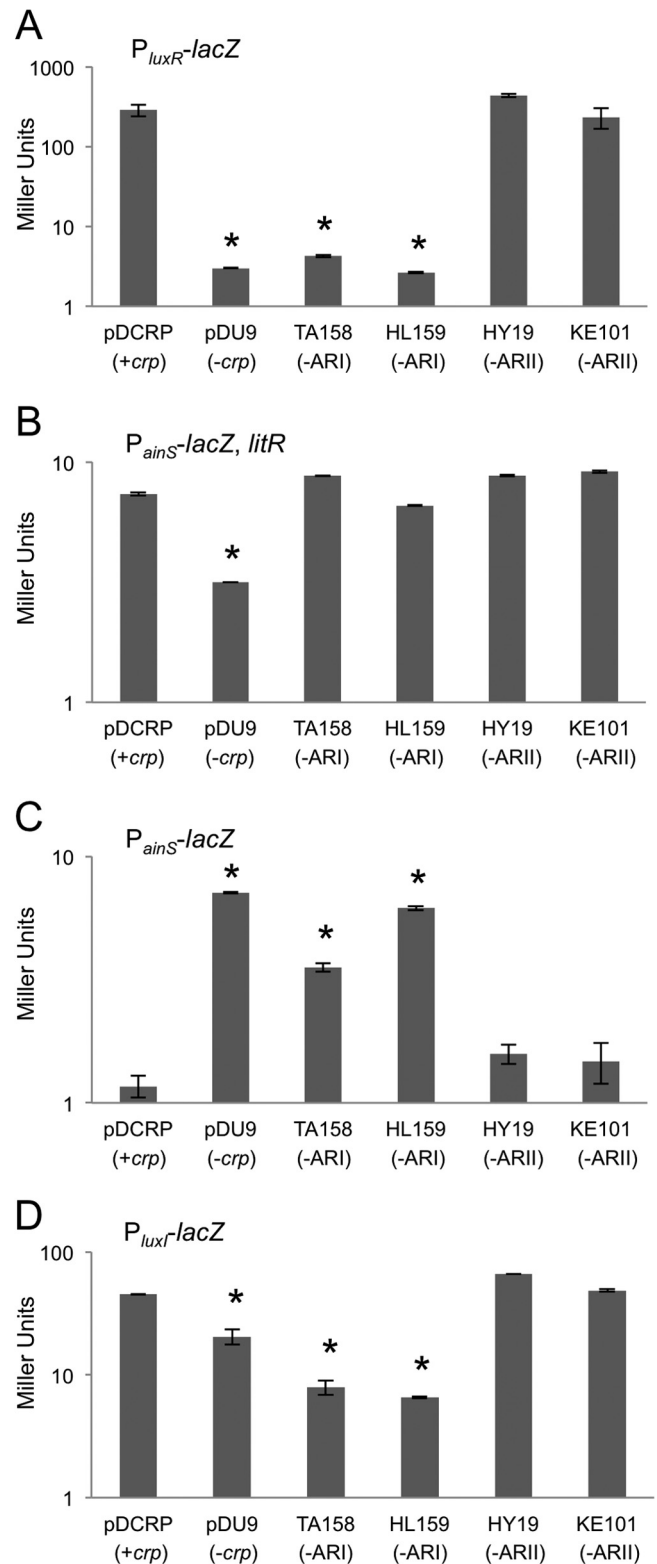 A
P luxR-lacZ
1000
100
10
1
Miller Units
* * *
pDCRP pDU9 TA158 HL159 HY19 KE101
(+crp) (-crp) (-ARI) (-ARI) (-ARII) (-ARII)
B
P ainS-lacZ, litR
10
1
Miller Units
*
pDCRP pDU9 TA158 HL159 HY19 KE101
(+crp) (-crp) (-ARI) (-ARI) (-ARII) (-ARII)
C
P ainS-lacZ
10
1
Miller Units
* * *
pDCRP pDU9 TA158 HL159 HY19 KE101
(+crp) (-crp) (-ARI) (-ARI) (-ARII) (-ARII)
D
P luxI-lacZ
100
10
1
Miller Units
* * *
pDCRP pDU9 TA158 HL159 HY19 KE101
(+crp) (-crp) (-ARI) (-ARI) (-ARII) (-ARII)